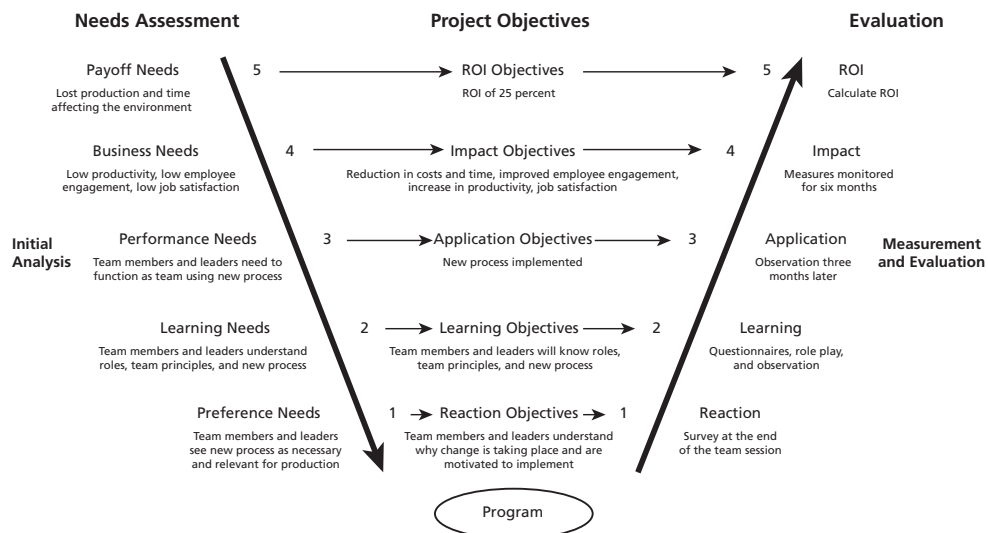 Needs Assessment
Project Objectives
Evaluation
Payoff Needs
5
ROI Objectives
5
ROI
Lost production and time
affecting the environment
ROI of 25 percent
Calculate ROI
Business Needs
4
Impact Objectives
4
Impact
Low productivity, low employee
engagement, low job satisfaction
Reduction in costs and time, improved employee engagement,
increase in productivity, job satisfaction
Measures monitored
for six months
Initial
Analysis
Performance Needs
3
Application Objectives
3
Application
Team members and leaders need to
function as team using new process
New process implemented
Observation three
months later
Measurement
and Evaluation
Learning Needs
2
Learning Objectives
2
Learning
Team members and leaders understand
roles, team principles, and new process
Team members and leaders will know roles,
team principles, and new process
Questionnaires, role play,
and observation
Preference Needs
1
Reaction Objectives
1
Reaction
Team members and leaders
see new process as necessary
and relevant for production
Team members and leaders understand
why change is taking place and are
motivated to implement
Survey at the end
of the team session
Program